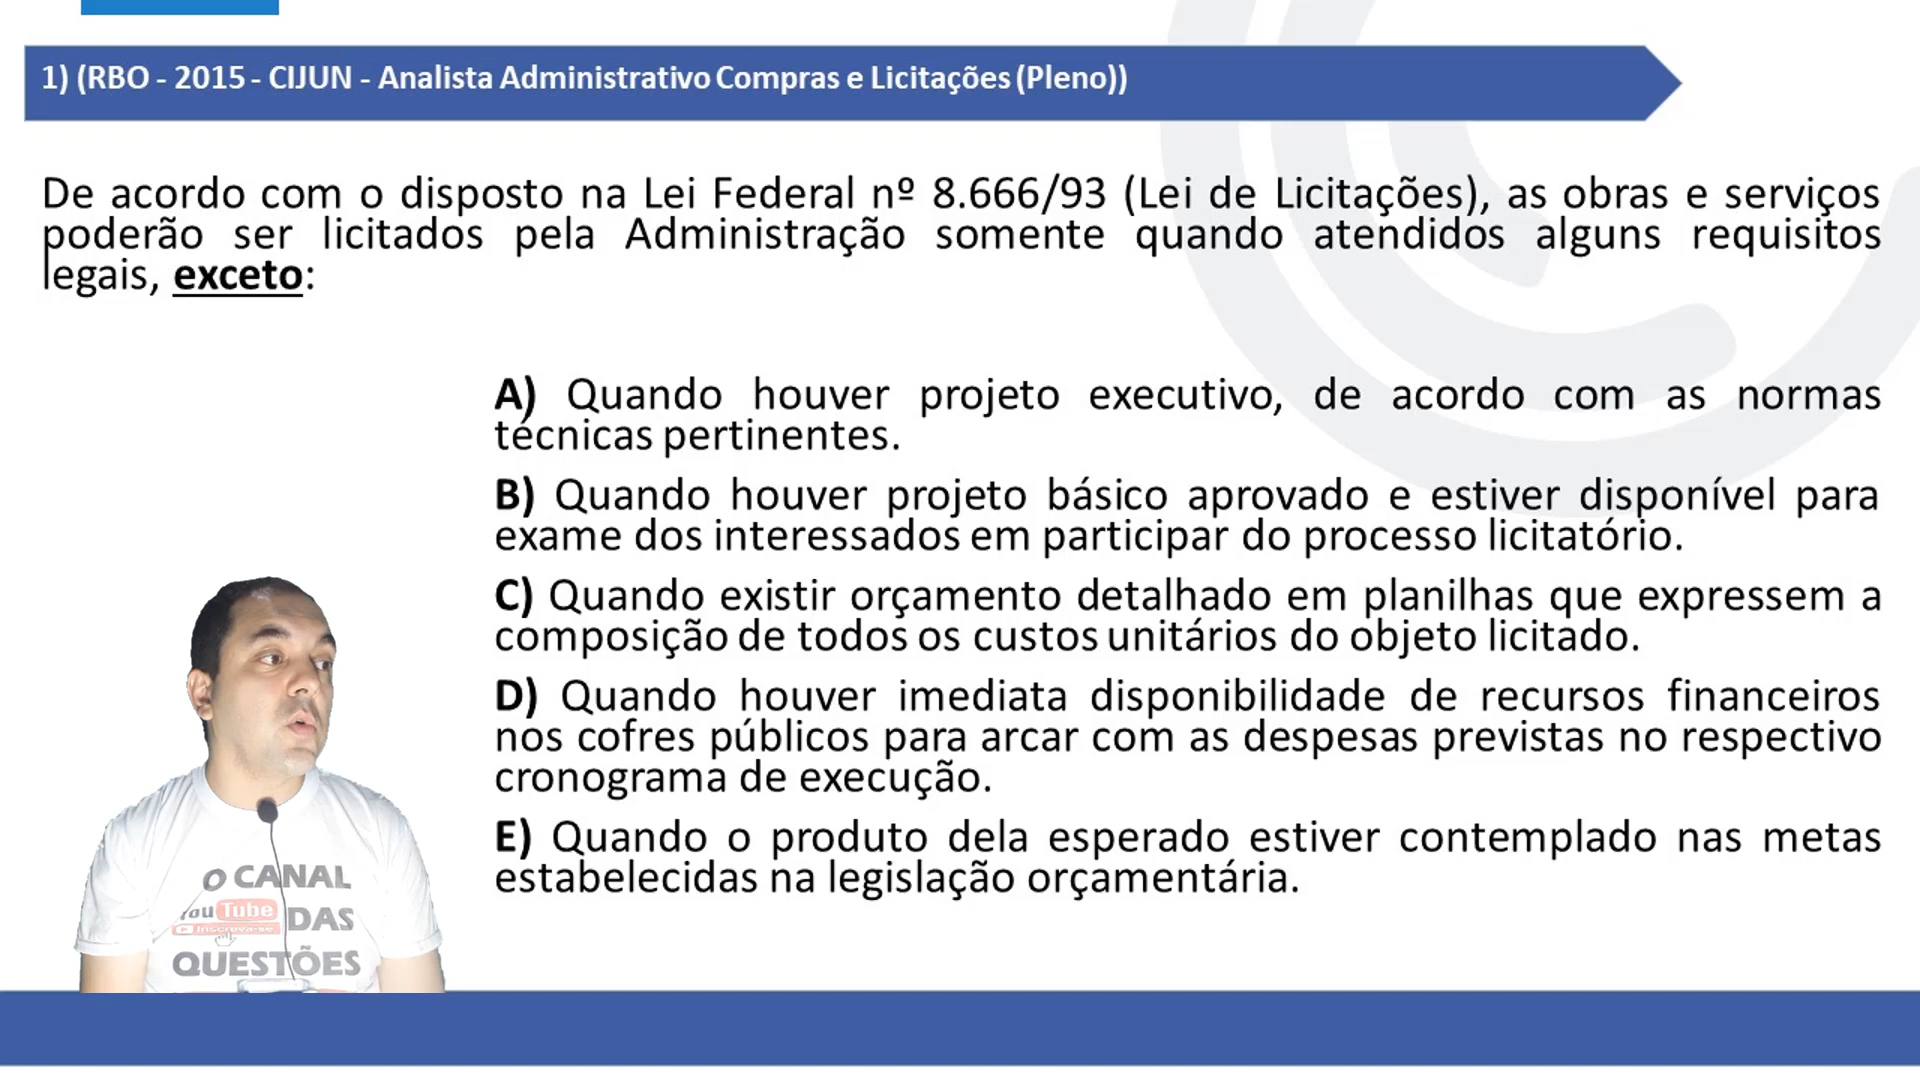 1) (RBO - 2015 - CIJUN - Analista Administrativo Compras e Licitações (Pleno))
De acordo com o disposto na Lei Federal nº 8.666/93 (Lei de Licitações), as obras e serviços
poderão ser licitados pela Administração somente quando atendidos alguns requisitos
legais, exceto:
A) Quando houver projeto executivo, de acordo com as normas
técnicas pertinentes.
B) Quando houver projeto básico aprovado e estiver disponível para
exame dos interessados em participar do processo licitatório.
C) Quando existir orçamento detalhado em planilhas que expressem a
composição de todos os custos unitários do objeto licitado.
D) Quando houver imediata disponibilidade de recursos financeiros
nos cofres públicos para arcar com as despesas previstas no respectivo
cronograma de execução.
E) Quando o produto dela esperado estiver contemplado nas metas
estabelecidas na legislação orçamentária.
O CANAL
YouTube
Inscreva-se
DAS
QUESTÕES